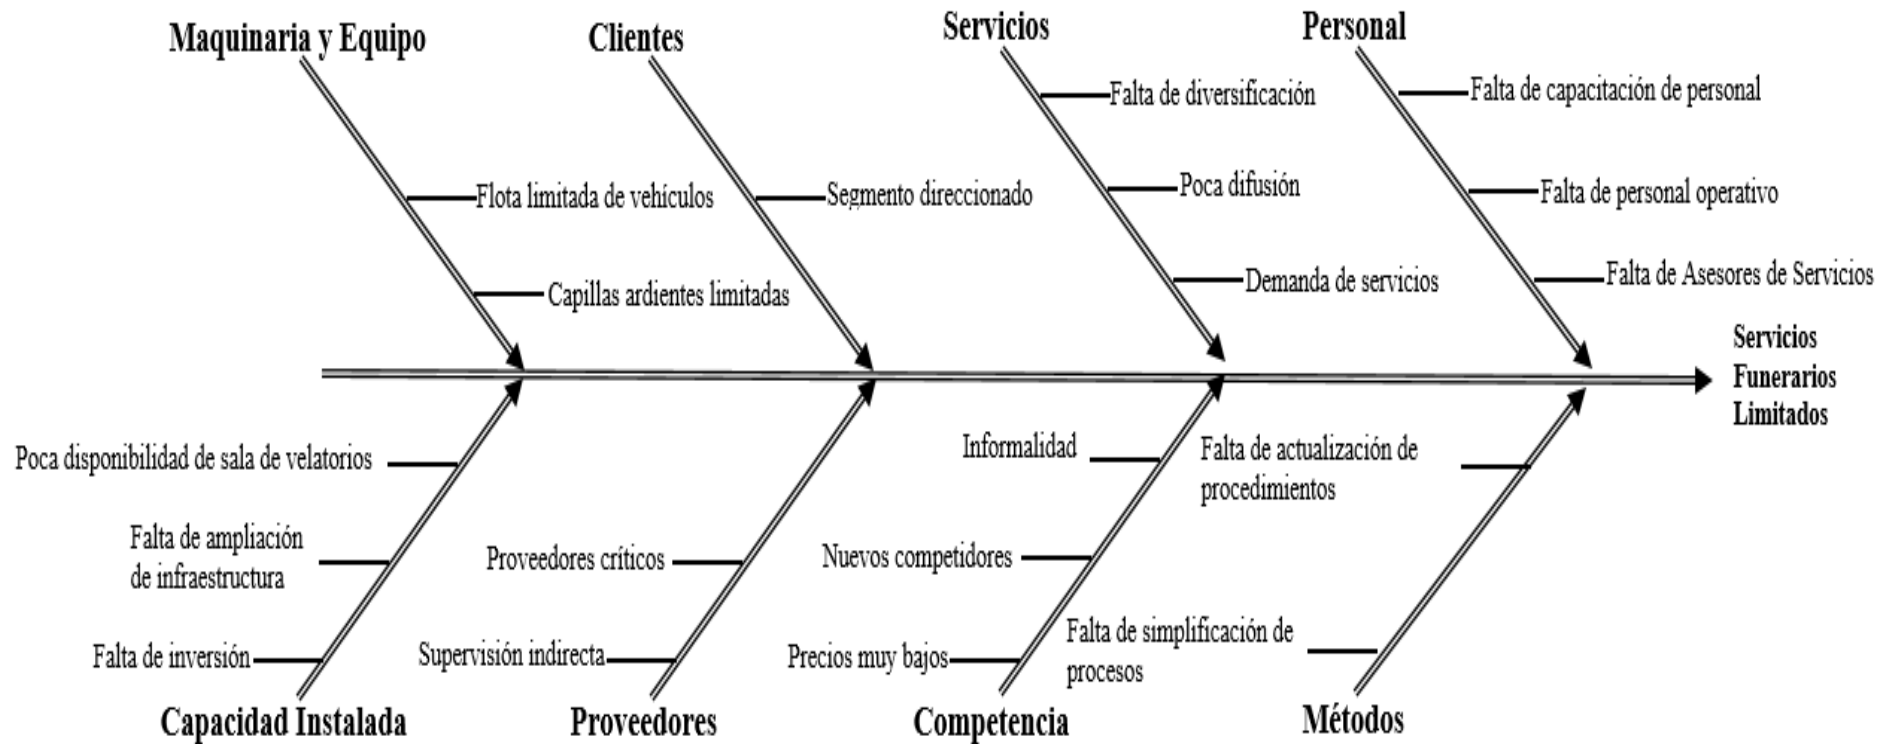 Maquinaria y Equipo
Clientes
Servicios
Personal
Flota limitada de vehículos
Capillas ardientes limitadas
Segmento direccionado
Falta de diversificación
Poca difusión
Demanda de servicios
Falta de capacitación de personal
Falta de personal operativo
Falta de Asesores de Servicios
Servicios
Funerarios
Limitados
Poca disponibilidad de sala de velatorios
Falta de ampliación
de infraestructura
Falta de inversión
Proveedores críticos
Supervisión indirecta
Informalidad
Nuevos competidores
Precios muy bajos
Falta de actualización de
procedimientos
Falta de simplificación de
procesos
Capacidad Instalada
Proveedores
Competencia
Métodos